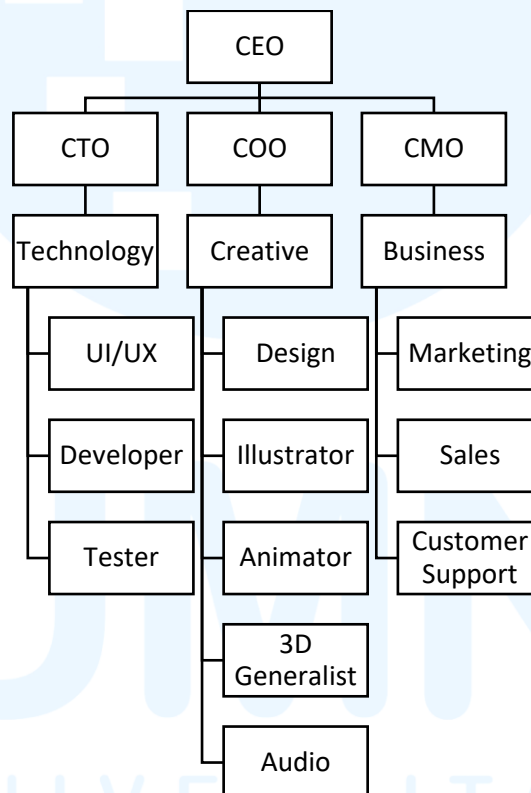 CEO
CTO
COO
CMO
Technology
Creative
Business
UI/UX
Design
Marketing
Developer
Illustrator
Sales
Tester
Animator
Customer
Support
3D
Generalist
Audio
UMN